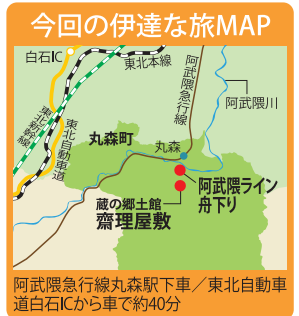 今回の伊達な旅MAP
白石IC
東北本線
阿武隈急行線
阿武隈川
東北新幹線
東北自動車道
丸森町
丸森
阿武隈ライン
舟下り
蔵の郷土館
齋理屋敷
阿武隈急行線丸森駅下車／東北自動車
道白石ICから車で約40分